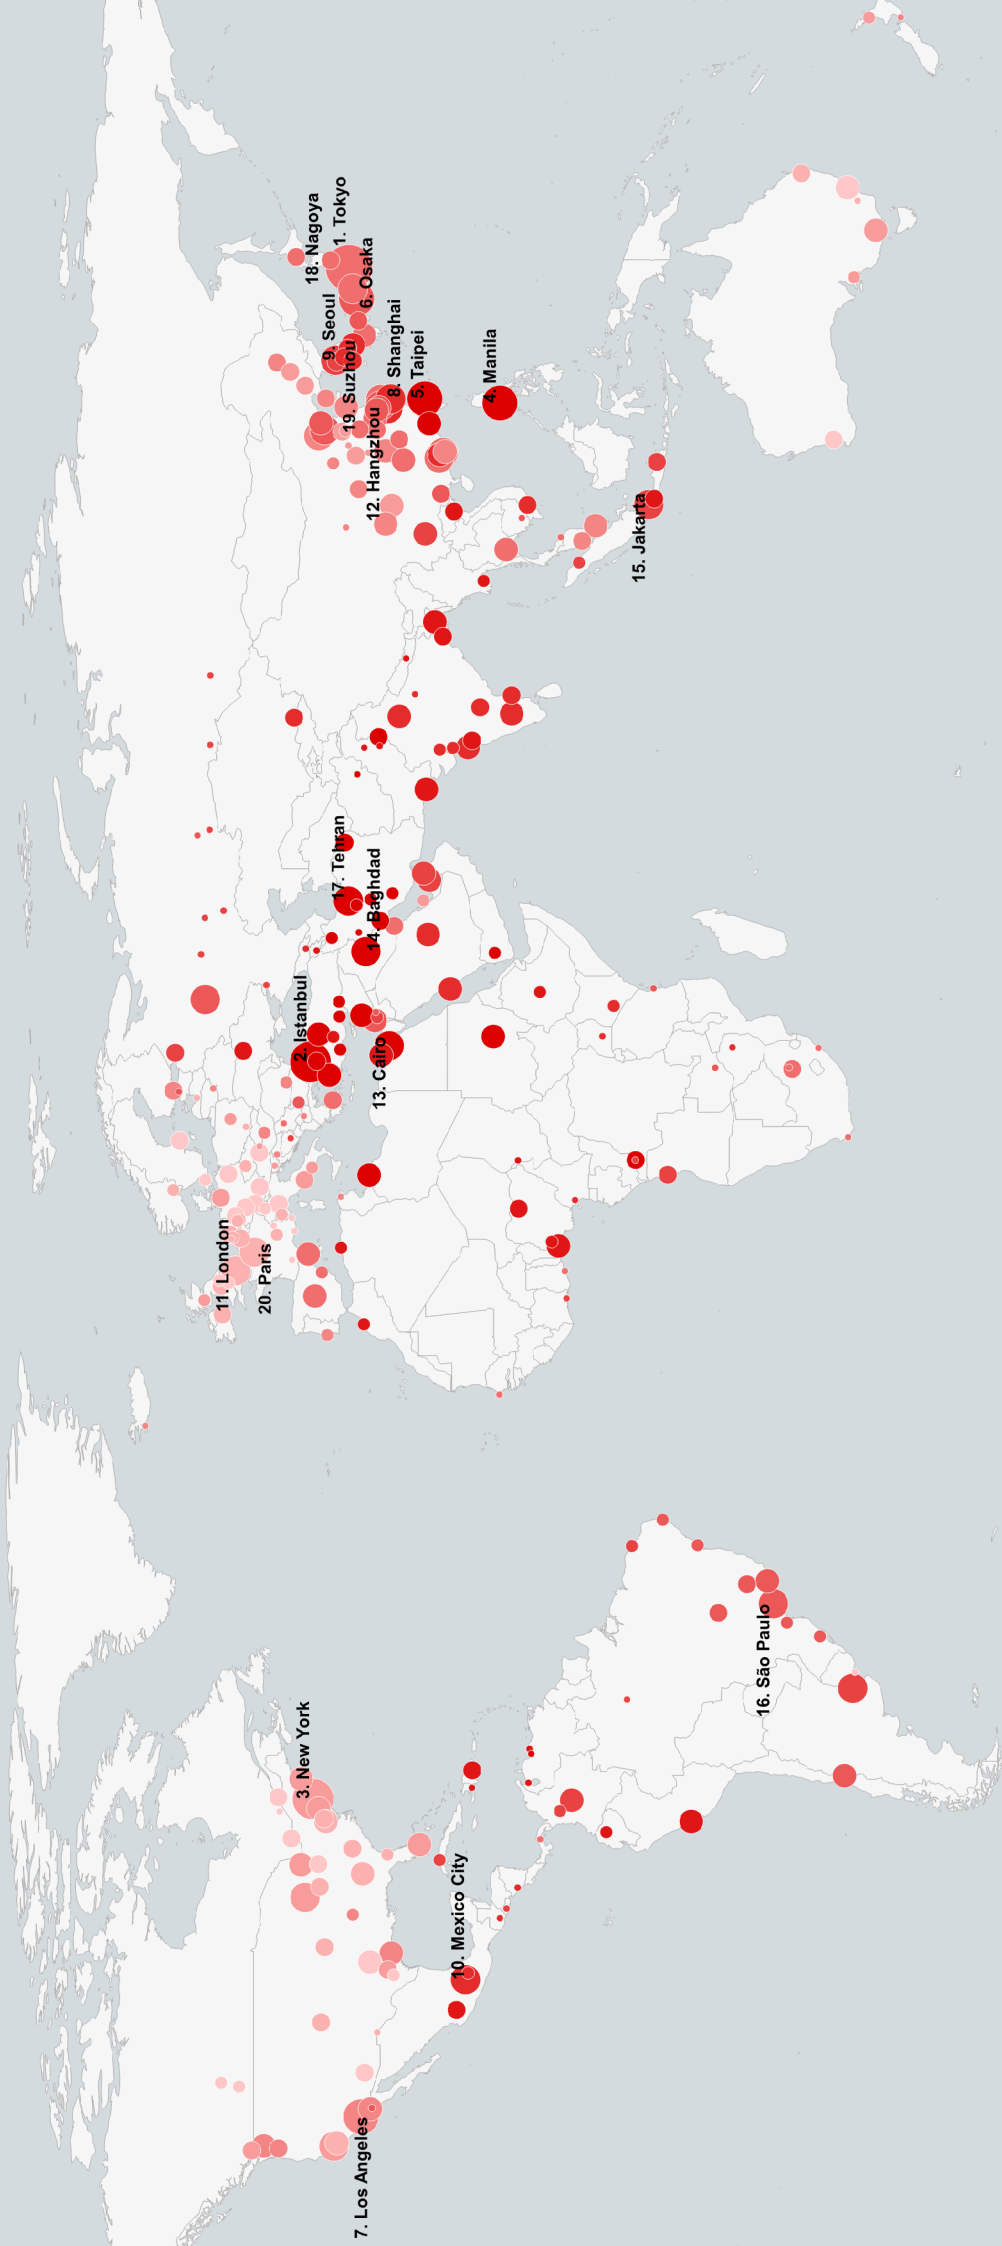 11. London
20. Paris
2. Istanbul
17. Tehran
14. Baghdad
13. Cairo
18. Nagoya
1. Tokyo
9. Seoul
6. Osaka
19. Suzhou
8. Shanghai
12. Hangzhou
5. Taipei
4. Manila
15. Jakarta
3. New York
7. Los Angeles
10. Mexico City
16. São Paulo